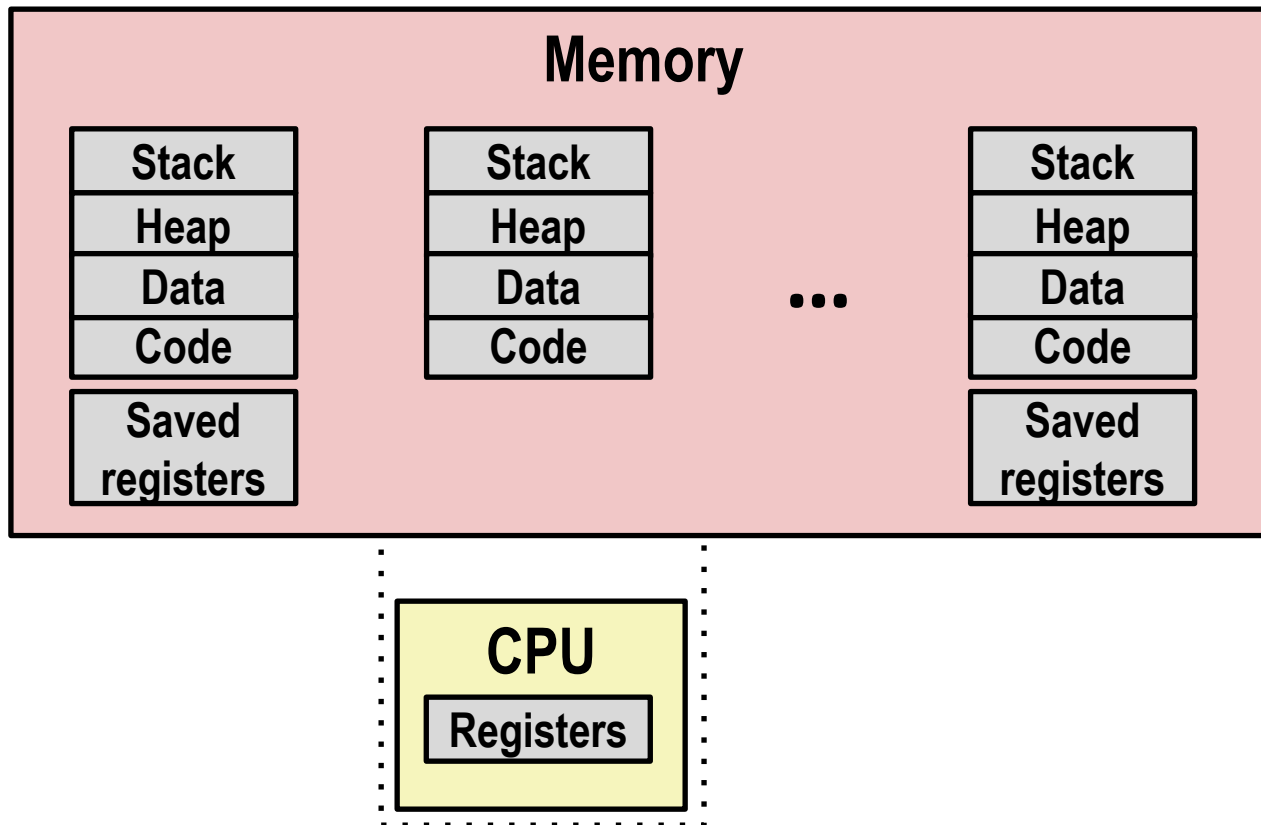 Memory
Stack
Heap
Data
Code
Saved
registers
Stack
Heap
Data
Code
...
Stack
Heap
Data
Code
Saved
registers
CPU
Registers